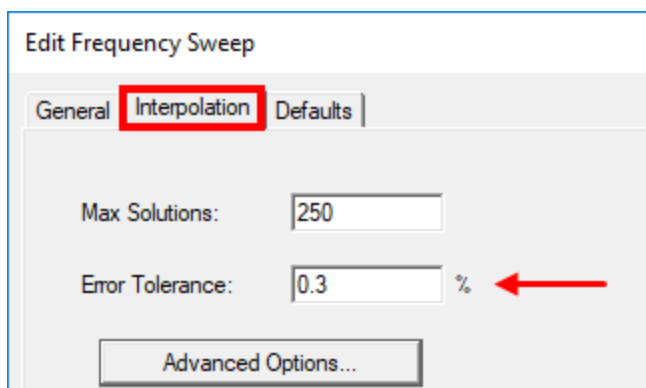 Edit Frequency Sweep
General Interpolation Defaults
Max Solutions: 250
Error Tolerance: 0.3 %
Advanced Options...